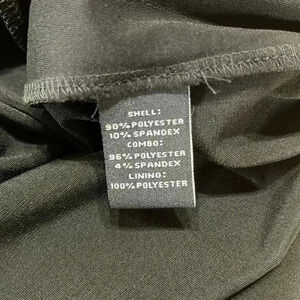 SHELL:
90% POLYESTER
10% SPANDEX
COMBO:
96% POLYESTER
4% SPANDEX
LINING:
100% POLYESTER